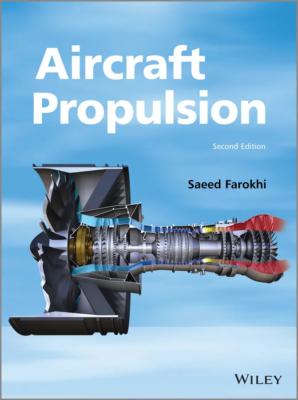 Aircraft
Propulsion
Second Edition
Saeed Farokhi
WILEY